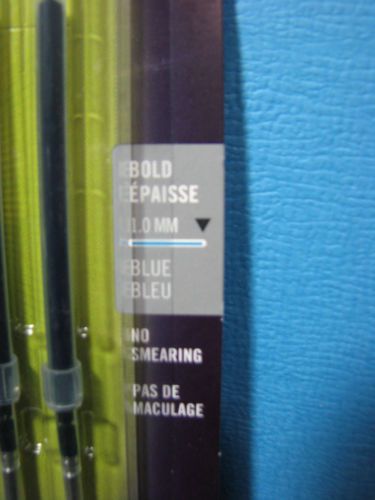 BOLD
ÉPAISSE
1.0 MM
BLUE
BLEU
NO
SMEARING
PAS DE
MACULAGE